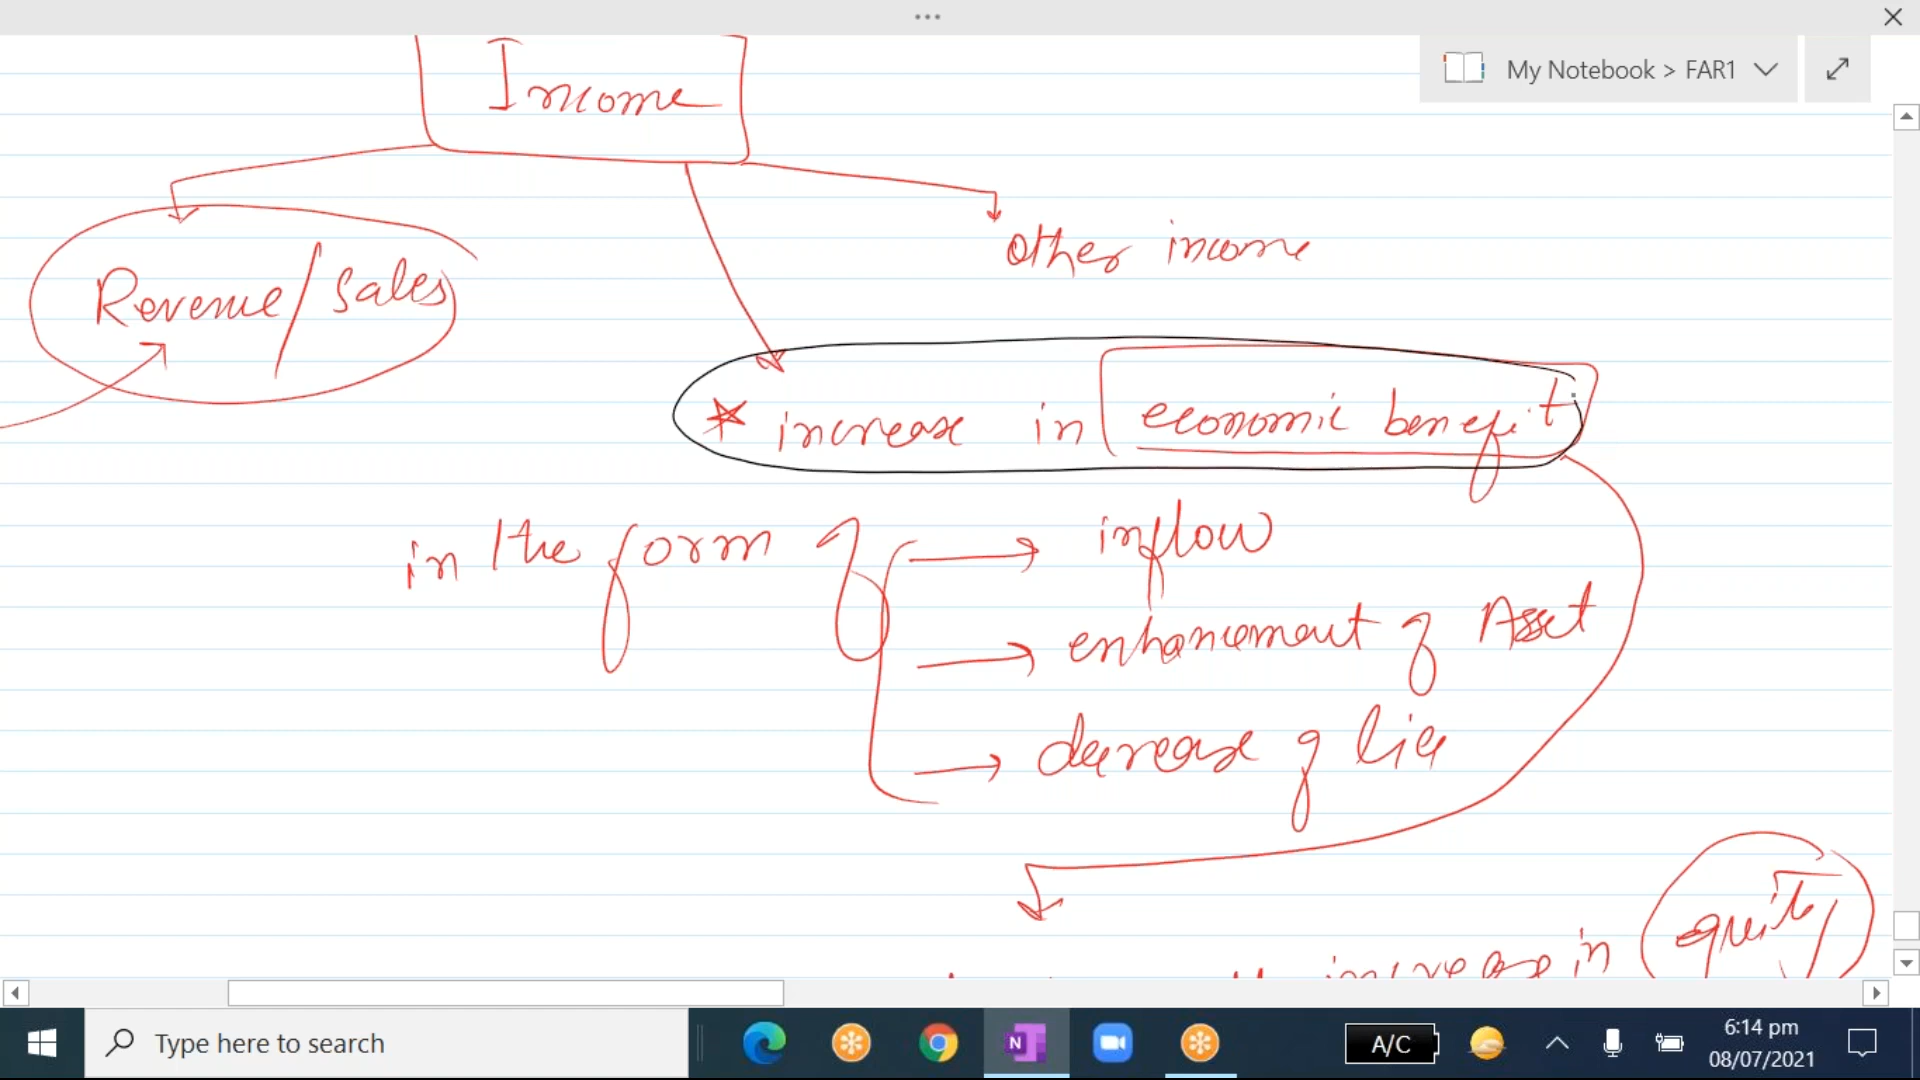 My Notebook > FAR1
Income
other income
Revenue/Sales
* increase in economic benefit
in the form of
inflow
enhancement of Asset
decrease of
increase in equity
Type here to search
N
A/C
6:14 pm
08/07/2021